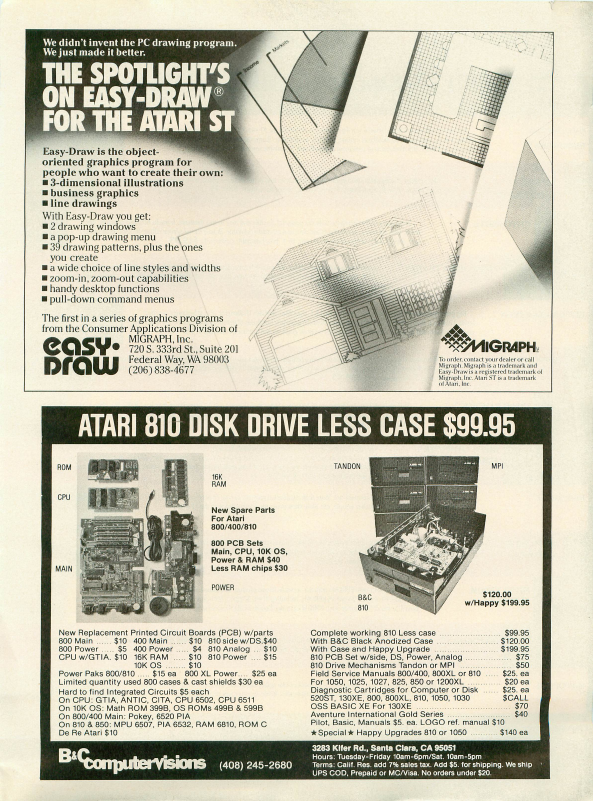 We didn't invent the PC drawing program.
We just made it better.
THE SPOTLIGHT'S
ON EASY-DRAW®
FOR THE ATARI ST
Income
Markets
Easy-Draw is the object-
oriented graphics program for
people who want to create their own:
■ 3-dimensional illustrations
■ business graphics
■ line drawings
With Easy-Draw you get:
■ 2 drawing windows
■ a pop-up drawing menu
■ 39 drawing patterns, plus the ones
you create
■ a wide choice of line styles and widths
■ zoom-in, zoom-out capabilities
■ handy desktop functions
■ pull-down command menus
The first in a series of graphics programs
from the Consumer Applications Division of
MIGRAPH, Inc.
720 S. 333rd St., Suite 201
Federal Way, WA 98003
(206) 838-4677
easy-
Draw
MIGRAPH
To order, contact your dealer or call
Migraph. Migraph is a trademark and
Easy-Draw is a registered trademark of
Migraph, Inc. Atari ST is a trademark
of Atari, Inc.
ATARI 810 DISK DRIVE LESS CASE $99.95
ROM
CPU
MAIN
16K
RAM
New Spare Parts
For Atari
800/400/810
800 PCB Sets
Main, CPU, 10K OS,
Power & RAM $40
Less RAM chips $30
POWER
TANDON
MPI
B&C
810
$120.00
w/Happy $199.95
New Replacement Printed Circuit Boards (PCB) w/parts
800 Main ...... $10 400 Main ...... $10 810 side w/DS.$40
800 Power ..... $5 400 Power .... $4 810 Analog .... $10
CPU w/GTIA. $10 16K RAM ..... $10 810 Power .... $15
10K OS ....... $10
Power Paks 800/810 ...... $15 ea 800 XL Power .... $25 ea
Limited quantity used 800 cases & cast shields $30 ea
Hard to find Integrated Circuits $5 each
On CPU: GTIA, ANTIC, CITA, CPU 6502, CPU 6511
On 10K OS: Math ROM 399B, OS ROMs 499B & 599B
On 800/400 Main: Pokey, 6520 PIA
On 810 & 850: MPU 6507, PIA 6532, RAM 6810, ROM C
De Re Atari $10
Complete working 810 Less case ...... $99.95
With B&C Black Anodized Case ...... $120.00
With Case and Happy Upgrade ...... $199.95
810 PCB Set w/side, DS, Power, Analog ...... $75
810 Drive Mechanisms Tandon or MPI ...... $50
Field Service Manuals 800/400, 800XL or 810 ...... $25. ea
For 1050, 1025, 1027, 825, 850 or 1200XL ...... $20 ea
Diagnostic Cartridges for Computer or Disk ...... $25. ea
520ST, 130XE, 800, 800XL, 810, 1050, 1030 ...... $CALL
OSS BASIC XE For 130XE ...... $70
Aventure International Gold Series ...... $40
Pilot, Basic, Manuals $5. ea. LOGO ref. manual $10
★Special★ Happy Upgrades 810 or 1050 ...... $140 ea
B&C computervisions
(408) 245-2680
3283 Kifer Rd., Santa Clara, CA 95051
Hours: Tuesday-Friday 10am-6pm/Sat. 10am-5pm
Terms: Calif. Res. add 7% sales tax. Add $5. for shipping. We ship
UPS COD, Prepaid or MC/Visa. No orders under $20.